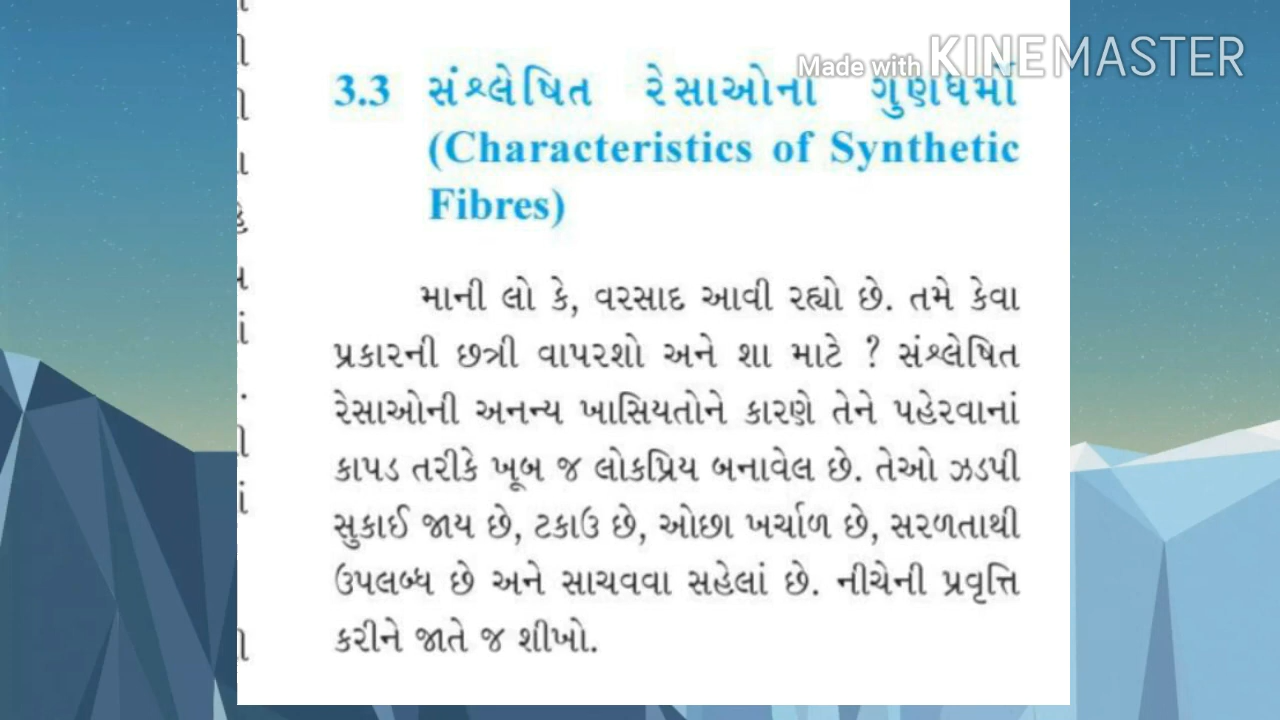 Made with KINEMASTER
3.3 સંશ્લેષિત રેસાઓના ગુણધર્મો
(Characteristics of Synthetic
Fibres)
માની લો કે, વરસાદ આવી રહ્યો છે. તમે કેવા
પ્રકારની છત્રી વાપરશો અને શા માટે ? સંશ્લેષિત
રેસાઓની અનન્ય ખાસિયતોને કારણે તેને પહેરવાનાં
કાપડ તરીકે ખૂબ જ લોકપ્રિય બનાવેલ છે. તેઓ ઝડપી
સુકાઈ જાય છે, ટકાઉ છે, ઓછા ખર્ચાળ છે, સરળતાથી
ઉપલબ્ધ છે અને સાચવવા સહેલાં છે. નીચેની પ્રવૃત્તિ
કરીને જાતે જ શીખો.